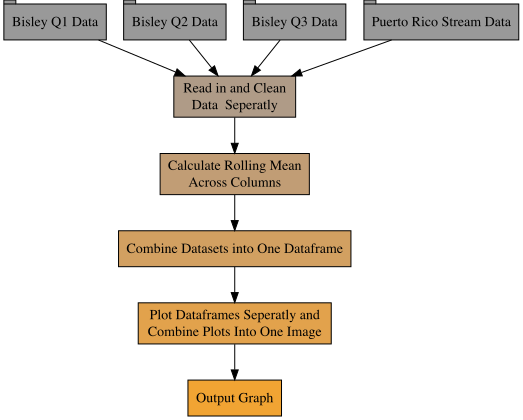 Bisley Q1 Data
Bisley Q2 Data
Bisley Q3 Data
Puerto Rico Stream Data
Read in and Clean
Data Seperatly
Calculate Rolling Mean
Across Columns
Combine Datasets into One Dataframe
Plot Dataframes Seperatly and
Combine Plots Into One Image
Output Graph